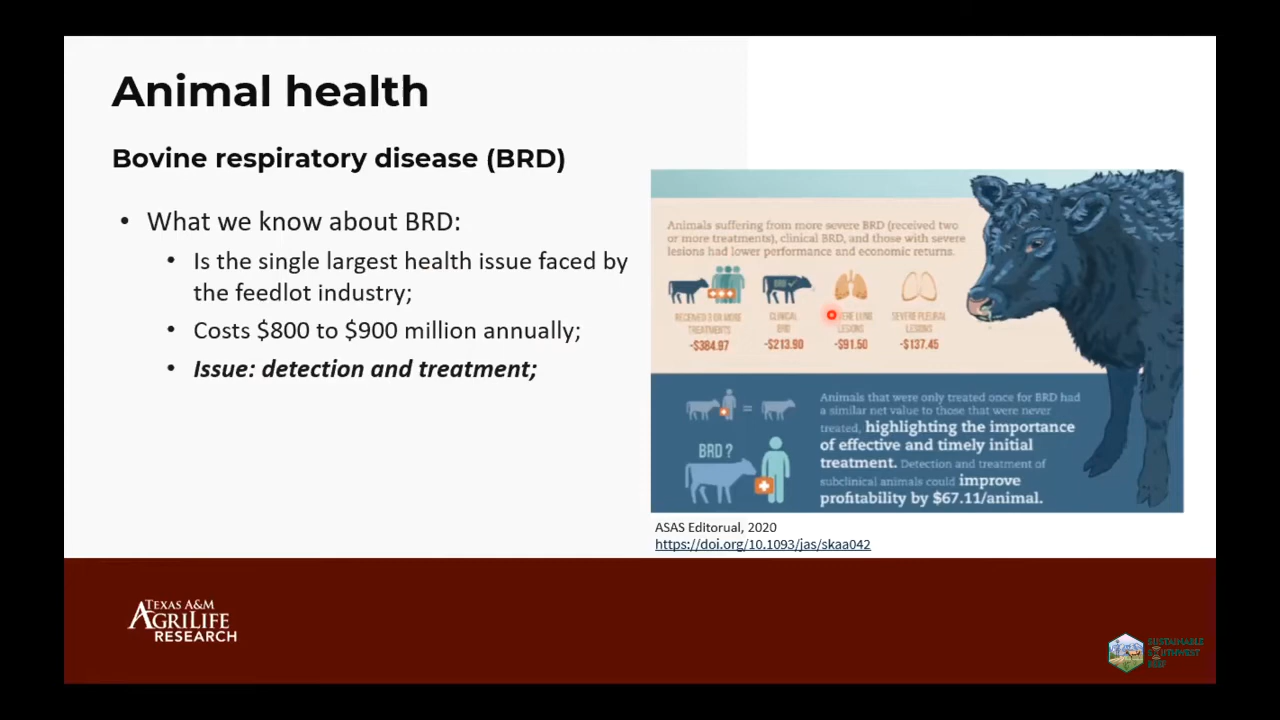 Animal health
Bovine respiratory disease (BRD)
• What we know about BRD:
• Is the single largest health issue faced by
the feedlot industry;
• Costs $800 to $900 million annually;
• Issue: detection and treatment;
Animals suffering from more severe BRD (received two
or more treatments), clinical BRD, and those with severe
lesions had lower performance and economic returns.
RECEIVED 3 OR MORE
TREATMENTS
-$384.97
BRD
CLINICAL
BRD
-$213.90
LUNG
LESIONS
-$91.50
SEVERE PLEURAL
LESIONS
-$137.45
=
BRD?
Animals that were only treated once for BRD had
a similar net value to those that were never
treated, highlighting the importance
of effective and timely initial
treatment. Detection and treatment of
subclinical animals could improve
profitability by $67.11/animal.
ASAS Editorual, 2020
https://doi.org/10.1093/jas/skaa042
TEXAS A&M
AGRILIFE
RESEARCH
SUSTAINABLE
SOUTHWEST
BEEF